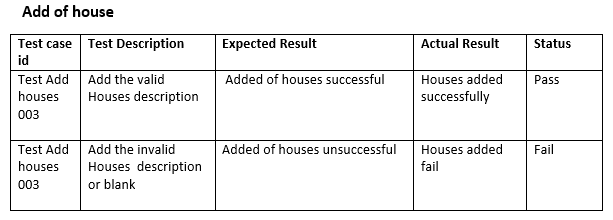 Add of house
Test case id | Test Description | Expected Result | Actual Result | Status
Test Add houses 003 | Add the valid Houses description | Added of houses successful | Houses added successfully | Pass
Test Add houses 003 | Add the invalid Houses description or blank | Added of houses unsuccessful | Houses added fail | Fail